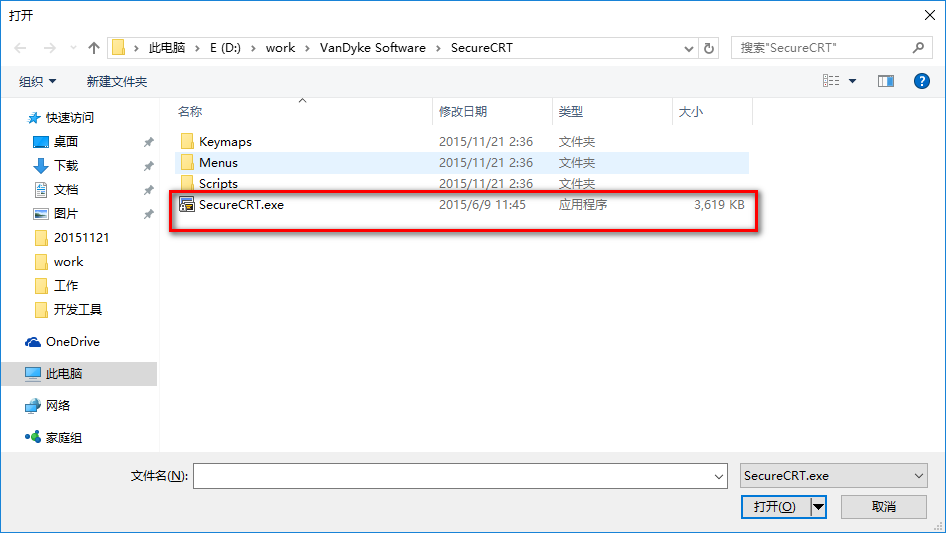 打开
此电脑 › E (D:) › work › VanDyke Software › SecureCRT
搜索"SecureCRT"
组织 新建文件夹
名称 修改日期 类型 大小
快速访问
桌面
下载
文档
图片
20151121
work
工作
开发工具
OneDrive
此电脑
网络
家庭组
Keymaps 2015/11/21 2:36 文件夹
Menus 2015/11/21 2:36 文件夹
Scripts 2015/11/21 2:36 文件夹
SecureCRT.exe 2015/6/9 11:45 应用程序 3,619 KB
文件名(N):
SecureCRT.exe
打开(O) 取消